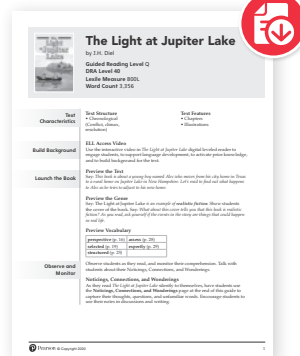 The Light at Jupiter Lake
by J.H. Diel
Guided Reading Level Q
DRA Level 40
Lexile Measure 800L
Word Count 3,356
Text
Characteristics
Text Structure
• Chronological
(Conflict, climax,
resolution)
Text Features
• Chapters
• Illustrations
Build Background
ELL Access Video
Use the interactive video in The Light at Jupiter Lake digital leveled reader to
engage students, to support language development, to activate prior knowledge,
and to build background for the text.
Launch the Book
Preview the Text
Say: This book is about a young boy named Alex who moves from his city home in Texas
to a rural home on Jupiter Lake in New Hampshire. Let's read to find out what happens
to Alex as he tries to adjust to his new home.
Preview the Genre
Say: The Light at Jupiter Lake is an example of realistic fiction. Show students
the cover of the book. Say: What about this cover tells you that this book is realistic
fiction? As you read, ask yourself if the events in the story are things that could happen
in real life.
Preview Vocabulary
perspective (p. 16)
assess (p. 25)
selected (p. 19)
expertly (p. 29)
structured (p. 25)
Observe and
Monitor
Observe students as they read, and monitor their comprehension. Talk with
students about their Noticings, Connections, and Wonderings.
Noticings, Connections, and Wonderings
As they read The Light at Jupiter Lake silently to themselves, have students use
the Noticings, Connections, and Wonderings page at the end of this guide to
capture their thoughts, questions, and unfamiliar words. Encourage students to
use their notes in discussions and writing.
Pearson © Copyright 2020
1